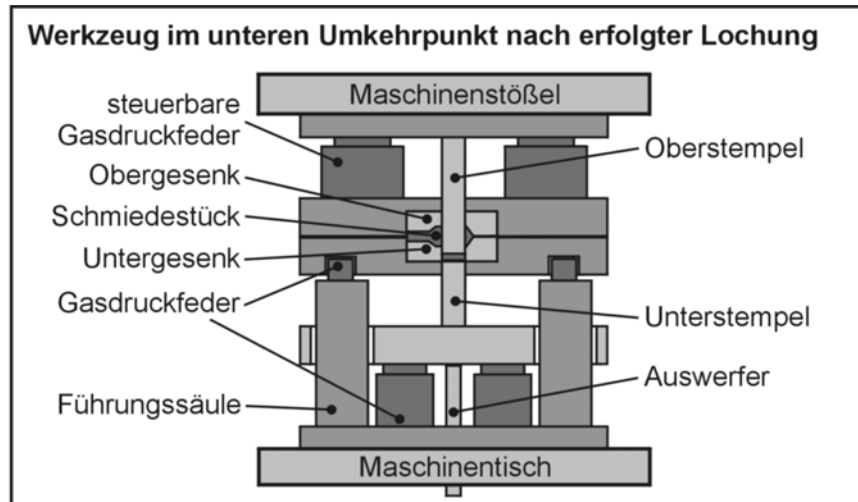 Werkzeug im unteren Umkehrpunkt nach erfolgter Lochung
Maschinenstößel
steuerbare
Gasdruckfeder
Obergesenk
Schmiedestück
Untergesenk
Gasdruckfeder
Führungssäule
Oberstempel
Unterstempel
Auswerfer
Maschinentisch